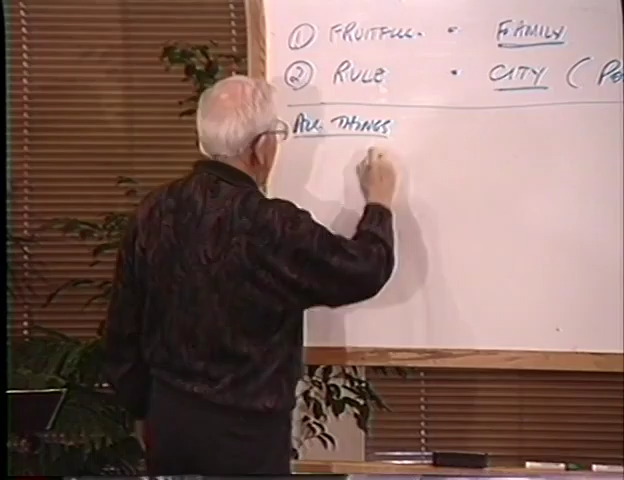 ① FRUITFUL - FAMILY
② RULE - CITY (
ALL THINGS